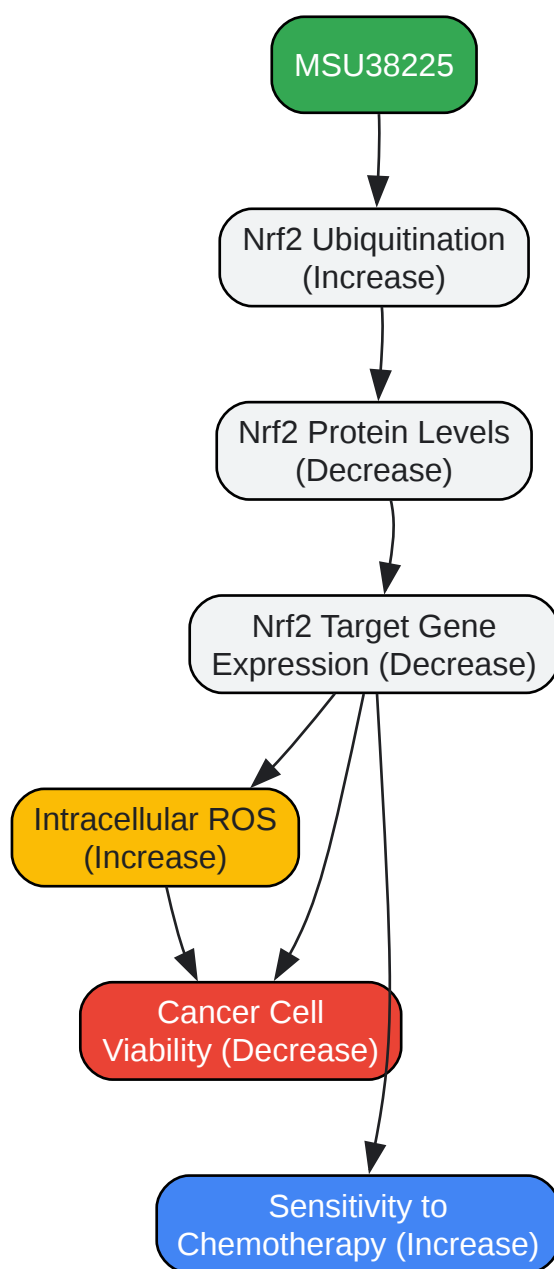 MSU38225
Nrf2 Ubiquitination
(Increase)
Nrf2 Protein Levels
(Decrease)
Nrf2 Target Gene
Expression (Decrease)
Intracellular ROS
(Increase)
Cancer Cell
Viability (Decrease)
Sensitivity to
Chemotherapy (Increase)